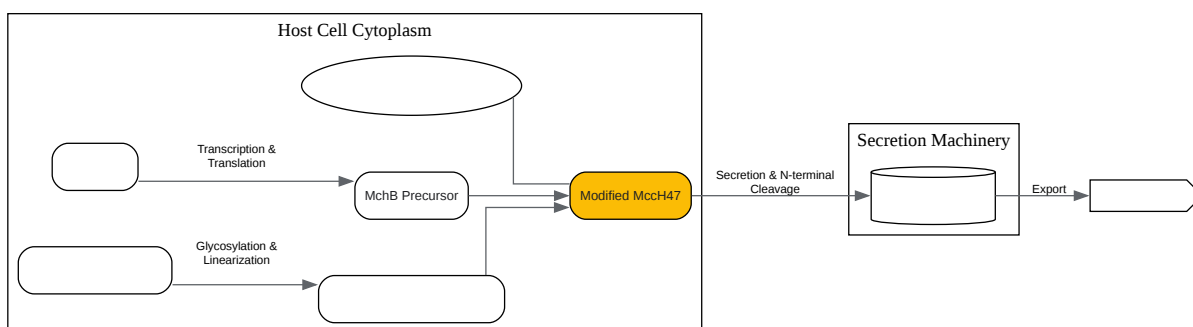 Host Cell Cytoplasm
Transcription &
Translation
MchB Precursor
Modified MccH47
Glycosylation &
Linearization
Secretion & N-terminal
Cleavage
Secretion Machinery
Export